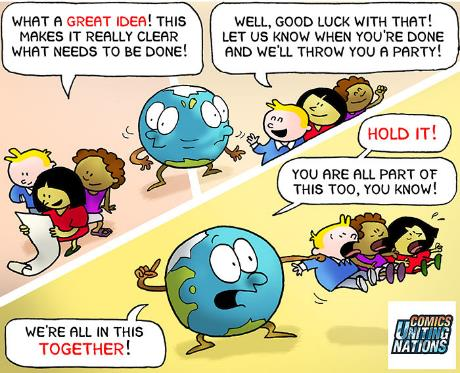 WHAT A GREAT IDEA! THIS
MAKES IT REALLY CLEAR
WHAT NEEDS TO BE DONE!
WELL, GOOD LUCK WITH THAT!
LET US KNOW WHEN YOU'RE DONE
AND WE'LL THROW YOU A PARTY!
HOLD IT!
YOU ARE ALL PART OF
THIS TOO, YOU KNOW!
WE'RE ALL IN THIS
TOGETHER!
COMICS
UNITING
NATIONS